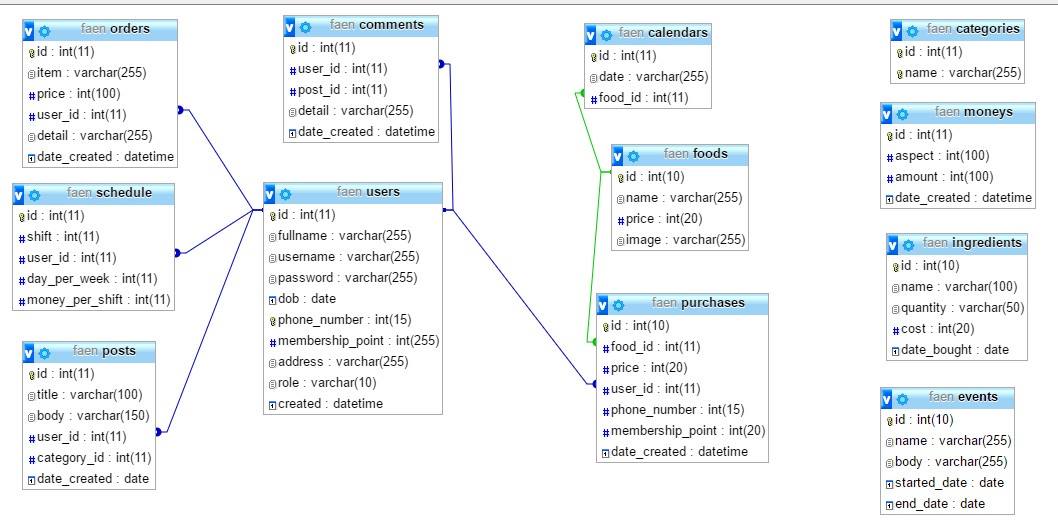 faen orders
id : int(11)
item : varchar(255)
price : int(100)
user_id : int(11)
detail : varchar(255)
date_created : datetime
faen schedule
id : int(11)
shift : int(11)
user_id : int(11)
day_per_week : int(11)
money_per_shift : int(11)
faen posts
id : int(11)
title : varchar(100)
body : varchar(150)
user_id : int(11)
category_id : int(11)
date_created : date
faen comments
id : int(11)
user_id : int(11)
post_id : int(11)
detail : varchar(255)
date_created : datetime
faen users
id : int(11)
fullname : varchar(255)
username : varchar(255)
password : varchar(255)
dob : date
phone_number : int(15)
membership_point : int(255)
address : varchar(255)
role : varchar(10)
created : datetime
faen calendars
id : int(11)
date : varchar(255)
food_id : int(11)
faen foods
id : int(10)
name : varchar(255)
price : int(20)
image : varchar(255)
faen purchases
id : int(10)
food_id : int(11)
price : int(20)
user_id : int(11)
phone_number : int(15)
membership_point : int(20)
date_created : datetime
faen categories
id : int(11)
name : varchar(255)
faen moneys
id : int(11)
aspect : int(100)
amount : int(100)
date_created : datetime
faen ingredients
id : int(10)
name : varchar(100)
quantity : varchar(50)
cost : int(20)
date_bought : date
faen events
id : int(10)
name : varchar(255)
body : varchar(255)
started_date : date
end_date : date